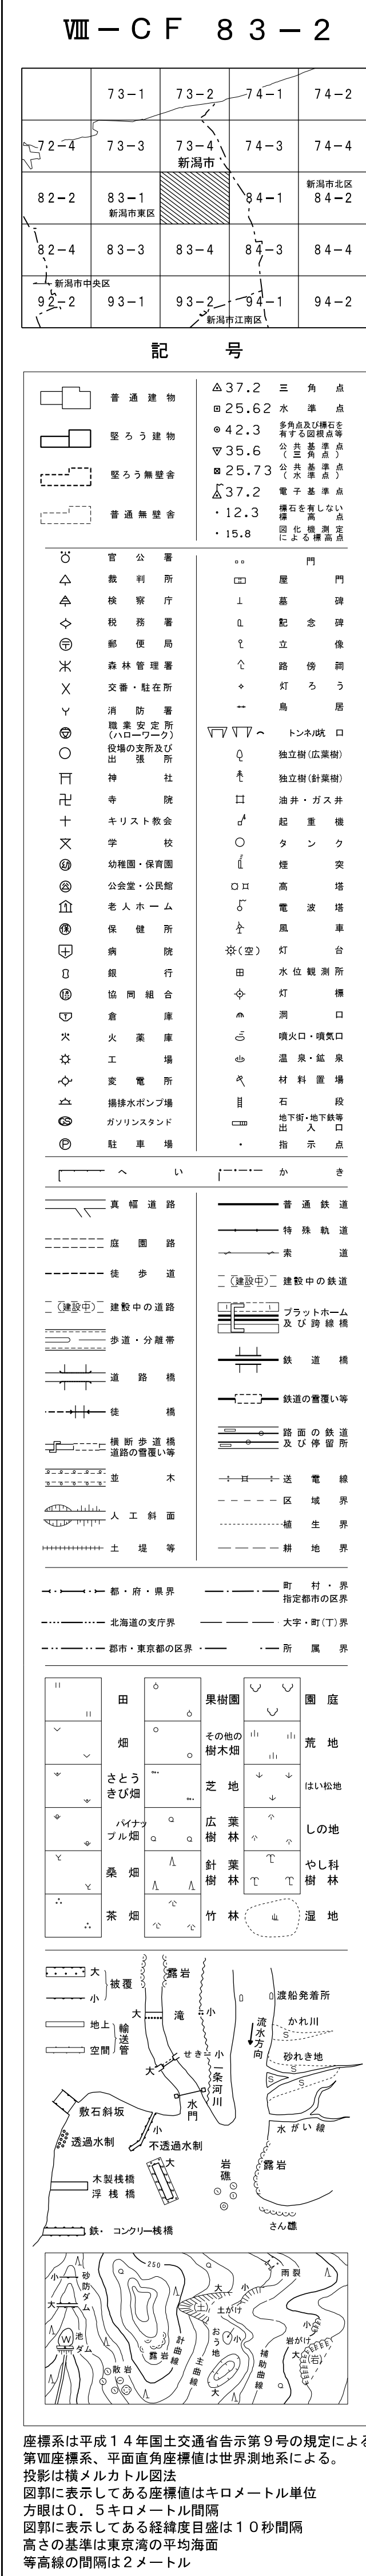 Ⅷ－ＣＦ ８３－２
73-1 73-2 74-1 74-2
72-4 73-3 73-4 74-3 74-4
新潟市
新潟市北区
82-2 83-1 84-1 84-2
新潟市東区
82-4 83-3 83-4 84-3 84-4
新潟市中央区
92-2 93-1 93-2 94-1 94-2
新潟市江南区
記号
普通建物
堅ろう建物
堅ろう無壁舎
普通無壁舎
37.2 三角点
25.62 水準点
42.3 多角点及び標石を
有する図根点等
35.6 公共基準点
（三角点）
25.73 公共基準点
（水準点）
37.2 電子基準点
・12.3 標石を有しない
標高点
・15.8 図化機測定
による標高点
官公署
裁判所
検察庁
税務署
郵便局
森林管理署
交番・駐在所
消防署
職業安定所
（ハローワーク）
役場の支所及び
出張所
神社
寺院
キリスト教会
学校
幼 幼稚園・保育園
公 公会堂・公民館
老人ホーム
保 保健所
病院
銀行
協 協同組合
倉庫
火 火薬庫
工場
変電所
揚排水ポンプ場
GS ガソリンスタンド
P 駐車場
門
屋門
墓碑
記念碑
立像
路傍祠
灯ろう
鳥居
トンネル坑口
独立樹（広葉樹）
独立樹（針葉樹）
油井・ガス井
起重機
タンク
煙突
高塔
電波塔
風車
（空） 灯台
水位観測所
灯標
洞口
噴火口・噴気口
温泉・鉱泉
材料置場
石段
地下街・地下鉄等
出入口
指示点
へい
かき
真幅道路
庭園路
徒歩道
（建設中） 建設中の道路
歩道・分離帯
道路橋
徒橋
横断歩道橋
道路の雪覆い等
並木
人工斜面
土堤等
普通鉄道
特殊軌道
索道
（建設中） 建設中の鉄道
プラットホーム
及び跨線橋
鉄道橋
鉄道の雪覆い等
路面の鉄道
及び停留所
送電線
区域界
植生界
耕地界
都・府・県界
北海道の支庁界
郡市・東京都の区界
町村・界
指定都市の区界
大字・町(丁)界
所属界
田
畑
さとう
きび畑
パイナッ
プル畑
桑畑
茶畑
果樹園
その他の
樹木畑
芝地
広葉
樹林
針葉
樹林
竹林
園庭
荒地
はい松地
しの地
やし科
樹林
湿地
大
小
被覆
地上
空間
輸送管
露岩
滝
小
大
せき
小
一条河川
水門
渡船発着所
流水方向
かれ川
S
砂れき地
S
S
水がい線
敷石斜坂
透過水制
小
不透過水制
大
木製桟橋
浮桟橋
鉄・コンクリー桟橋
岩礁
露岩
さん礁
小
砂防ダム
大
W
池
ダム
250
散岩
露岩
計曲線
主曲線
大
小
（土）
土がけ
おう地
小
大
補助曲線
雨裂
小
岩がけ
大
（岩）
座標系は平成１４年国土交通省告示第９号の規定による
第Ⅷ座標系、平面直角座標値は世界測地系による。
投影は横メルカトル図法
図郭に表示してある座標値はキロメートル単位
方眼は０．５キロメートル間隔
図郭に表示してある経緯度目盛は１０秒間隔
高さの基準は東京湾の平均海面
等高線の間隔は２メートル